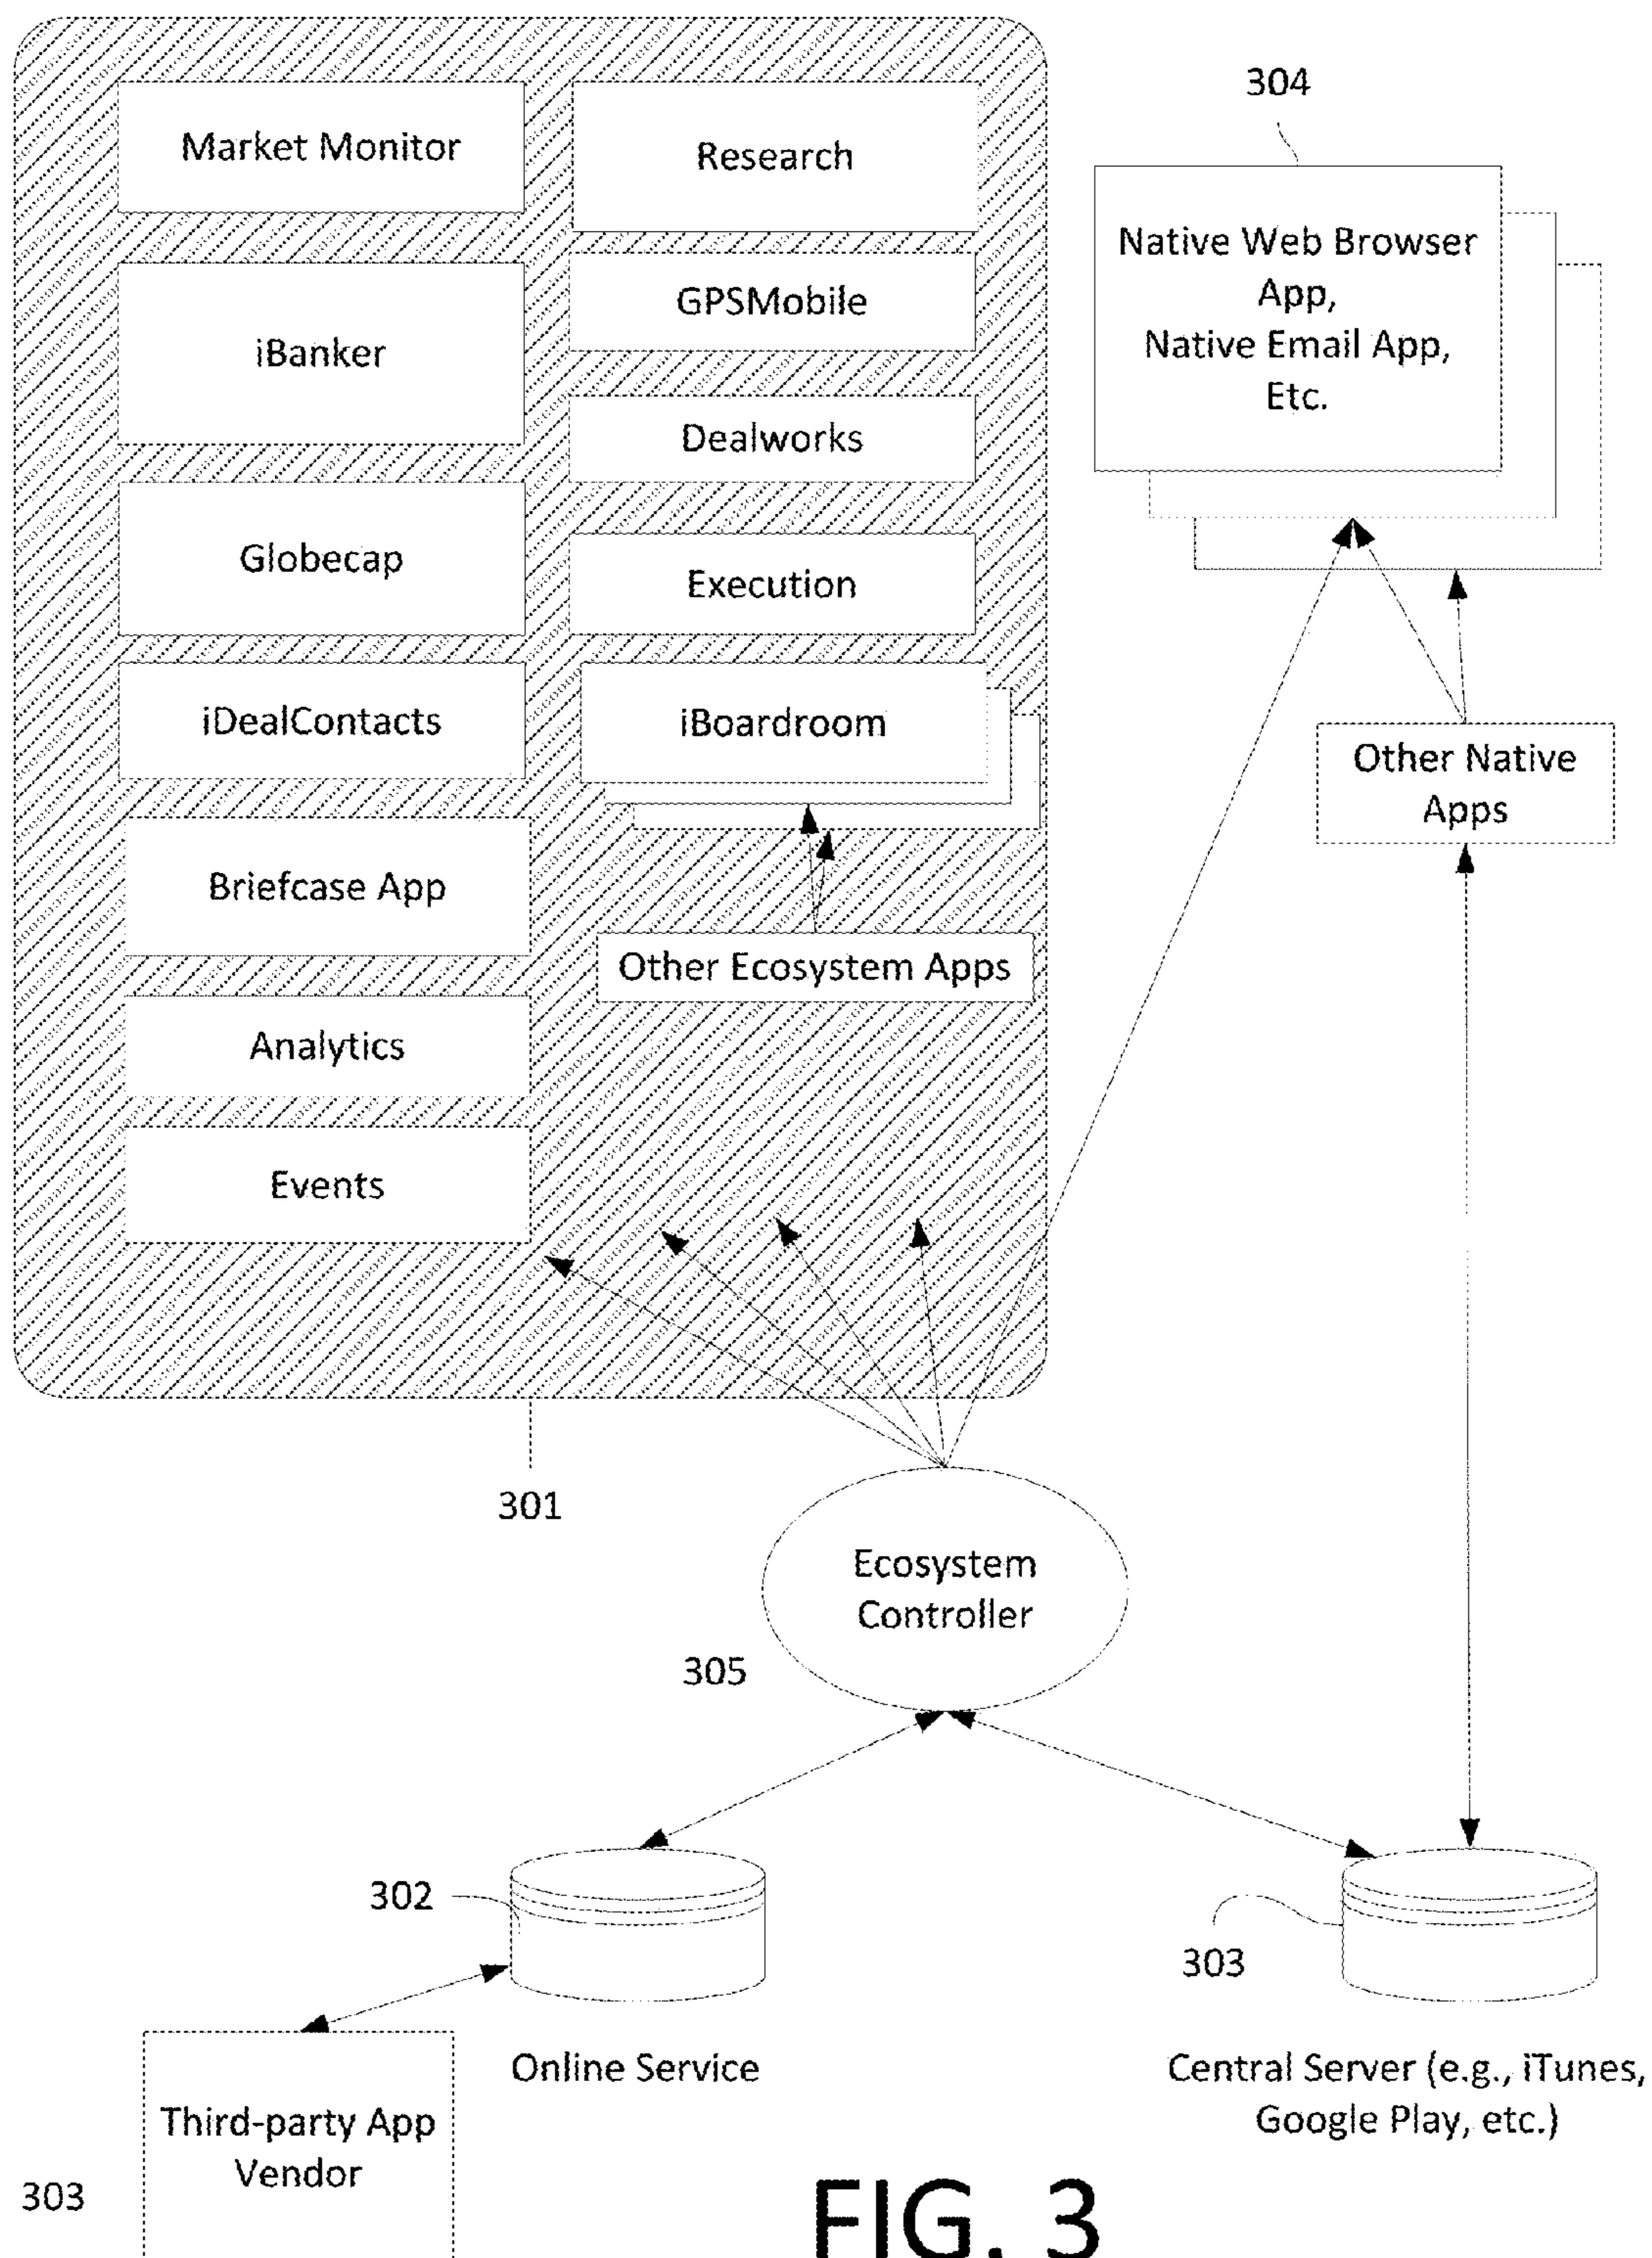 Market Monitor
Research
304
Native Web Browser
App,
Native Email App,
Etc.
iBanker
GPSMobile
Dealworks
Globecap
Execution
iDealContacts
iBoardroom
Other Native
Apps
Briefcase App
Other Ecosystem Apps
Analytics
Events
301
Ecosystem
Controller
305
302
303
Online Service
Central Server (e.g., iTunes,
Google Play, etc.)
Third-party App
Vendor
303
FIG. 3